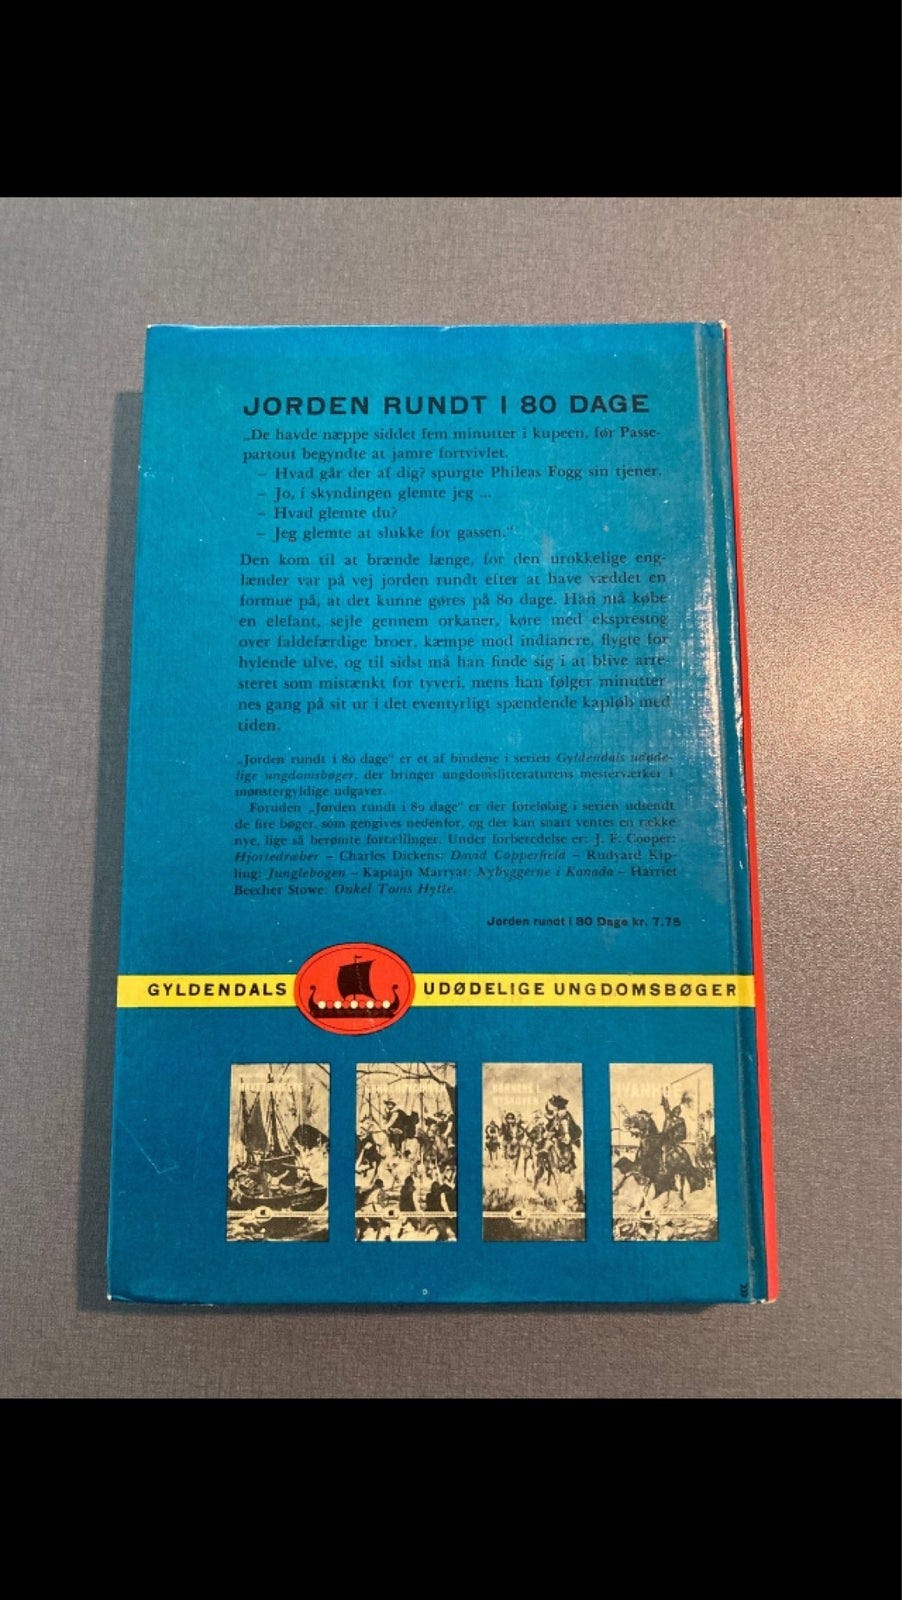 JORDEN RUNDT I 80 DAGE
„De havde næppe siddet fem minutter i kupeen, før Passe-
partout begyndte at jamre fortvivlet.
– Hvad går der af dig? spurgte Phileas Fogg sin tjener.
– Jo, i skyndingen glemte jeg ...
– Hvad glemte du?
– Jeg glemte at slukke for gassen.“
Den kom til at brænde længe, for den urokkelige eng-
lænder var på vej jorden rundt efter at have væddet en
formue på, at det kunne gøres på 80 dage. Han må købe
en elefant, sejle gennem orkaner, køre med eksprestog
over faldefærdige broer, kæmpe mod indianere, flygte for
hylende ulve, og til sidst må han finde sig i at blive arre-
steret som mistænkt for tyveri, mens han følger minutter
nes gang på sit ur i det eventyrligt spændende kapløb med
tiden.
„Jorden rundt i 80 dage“ er et af bindene i serien Gyldendals udøde-
lige ungdomsbøger, der bringer ungdomslitteraturens mesterværker i
mønstergyldige udgaver.
Foruden „Jorden rundt i 80 dage“ er der foreløbig i serien udsendt
de fire bøger, som gengives nedenfor, og der kan snart ventes en række
nye, lige så berømte fortællinger. Under forberedelse er: J. F. Cooper:
Hjortedræber – Charles Dickens: David Copperfield – Rudyard Kip-
ling: Junglebogen – Kaptajn Marryat: Nybyggerne i Kanada – Harriet
Beecher Stowe: Onkel Toms Hytte.
Jorden rundt i 80 Dage kr. 7.75
GYLDENDALS UDØDELIGE UNGDOMSBØGER
BØRNENE I
NYSKOVEN
IVANHOE